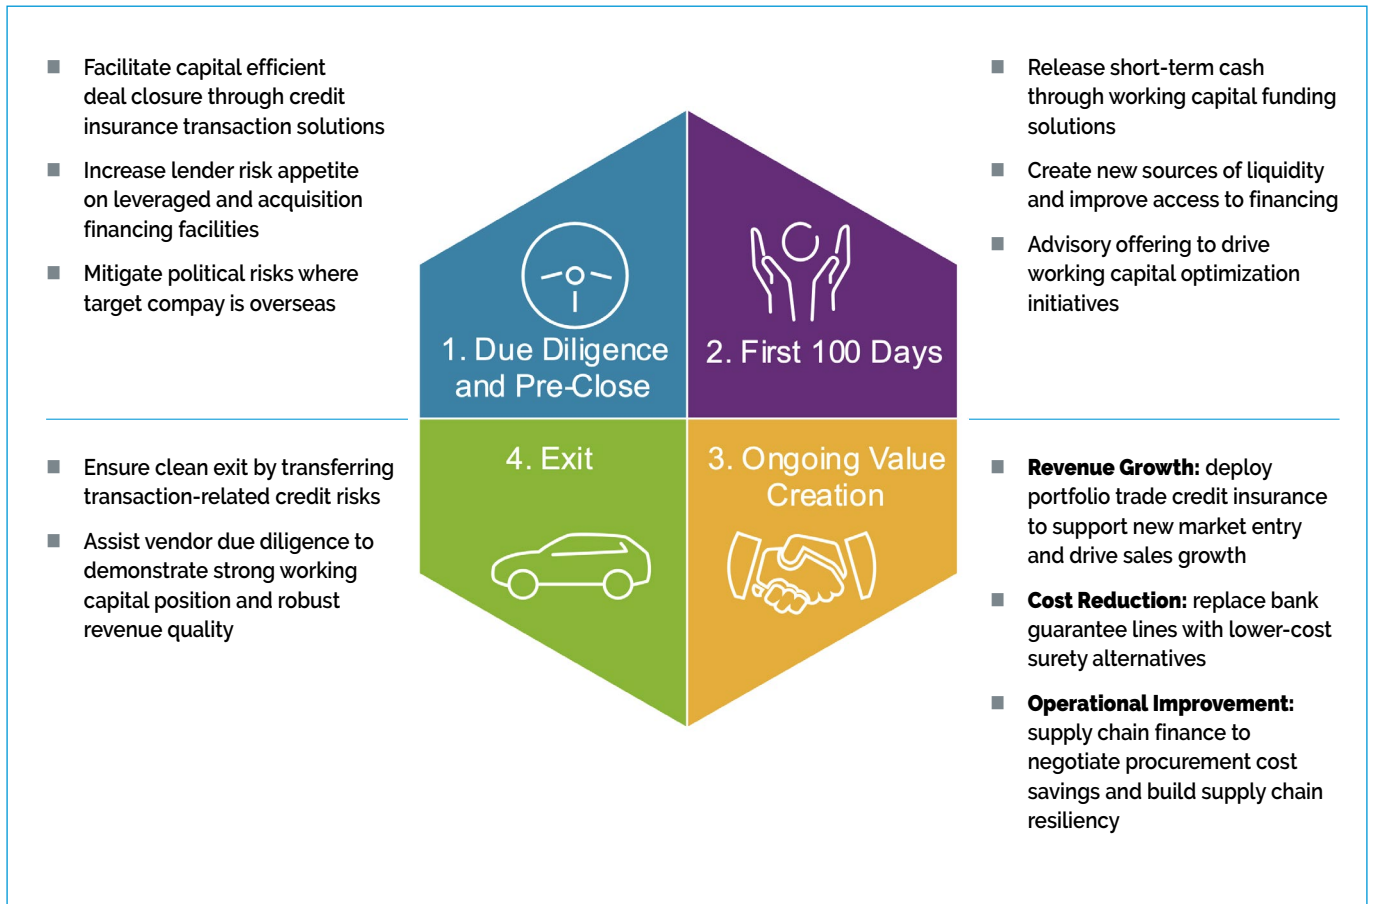 ■ Facilitate capital efficient
deal closure through credit
insurance transaction solutions
■ Increase lender risk appetite
on leveraged and acquisition
financing facilities
■ Mitigate political risks where
target compay is overseas
1. Due Diligence
and Pre-Close
2. First 100 Days
■ Release short-term cash
through working capital funding
solutions
■ Create new sources of liquidity
and improve access to financing
■ Advisory offering to drive
working capital optimization
initiatives
■ Ensure clean exit by transferring
transaction-related credit risks
■ Assist vendor due diligence to
demonstrate strong working
capital position and robust
revenue quality
4. Exit
3. Ongoing Value
Creation
■ Revenue Growth: deploy
portfolio trade credit insurance
to support new market entry
and drive sales growth
■ Cost Reduction: replace bank
guarantee lines with lower-cost
surety alternatives
■ Operational Improvement:
supply chain finance to
negotiate procurement cost
savings and build supply chain
resiliency